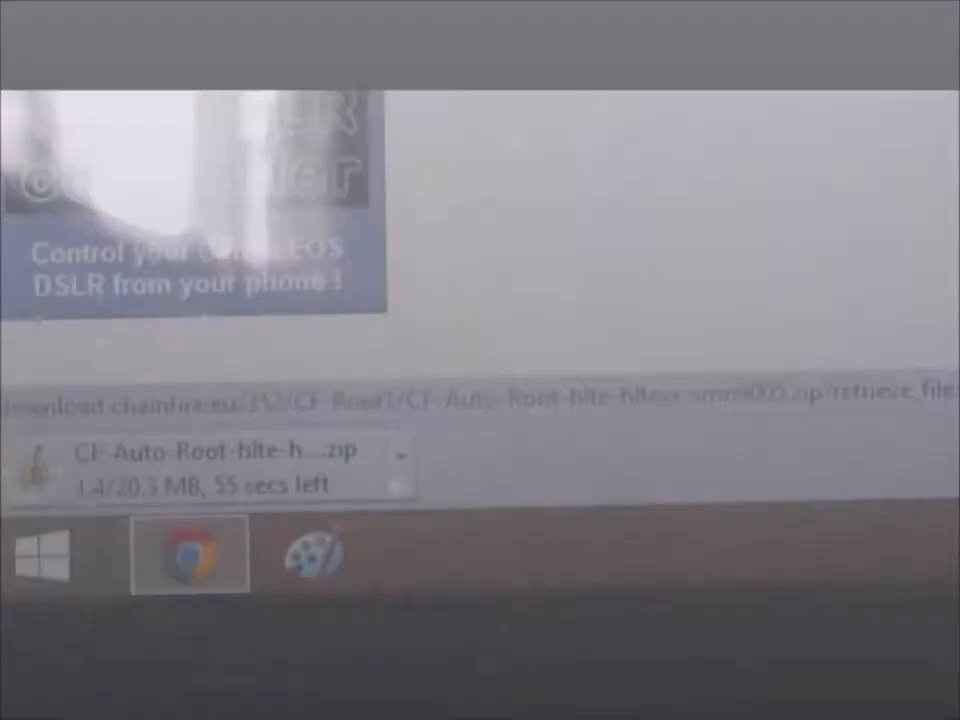 Control your EOS
DSLR from your phone !
download.chainfire.eu/352/CF-Root1/CF-Auto-Root-hlte-hltexx-smn9005.zip/retrieve_file
CF-Auto-Root-hlte-h....zip
1.4/20.3 MB, 55 secs left